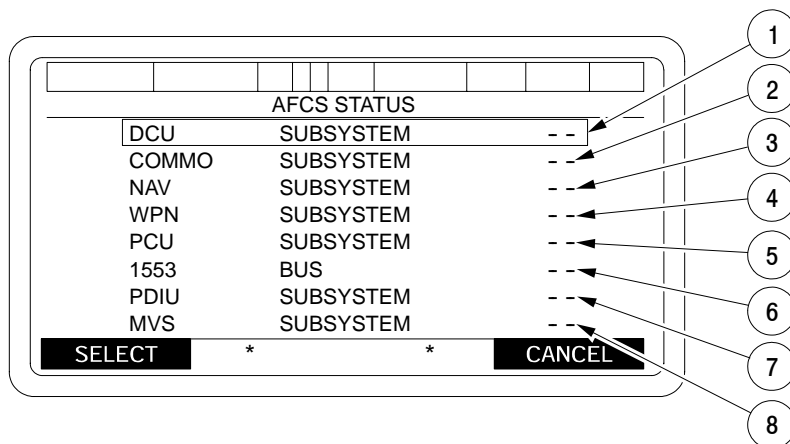 AFCS STATUS
DCU SUBSYSTEM - -
COMMO SUBSYSTEM - -
NAV SUBSYSTEM - -
WPN SUBSYSTEM - -
PCU SUBSYSTEM - -
1553 BUS - -
PDIU SUBSYSTEM - -
MVS SUBSYSTEM - -
SELECT * * CANCEL
1
2
3
4
5
6
7
8